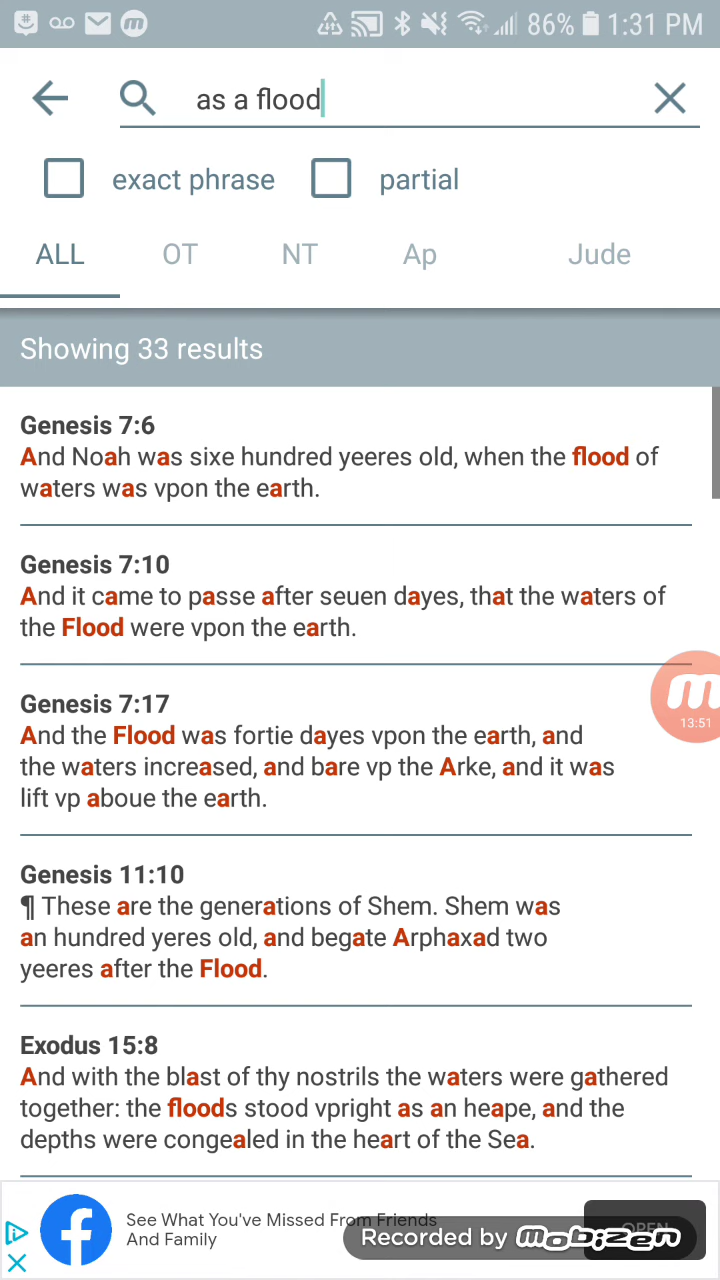 86% 1:31 PM
as a flood
exact phrase partial
ALL OT NT Ap Jude
Showing 33 results
Genesis 7:6
And Noah was sixe hundred yeeres old, when the flood of
waters was vpon the earth.
Genesis 7:10
And it came to passe after seuen dayes, that the waters of
the Flood were vpon the earth.
Genesis 7:17
And the Flood was fortie dayes vpon the earth, and
the waters increased, and bare vp the Arke, and it was
lift vp aboue the earth.
Genesis 11:10
¶ These are the generations of Shem. Shem was
an hundred yeres old, and begate Arphaxad two
yeeres after the Flood.
Exodus 15:8
And with the blast of thy nostrils the waters were gathered
together: the floods stood vpright as an heape, and the
depths were congealed in the heart of the Sea.
m
13:51
See What You've Missed From Friends
And Family
OPEN
Recorded by mobizen